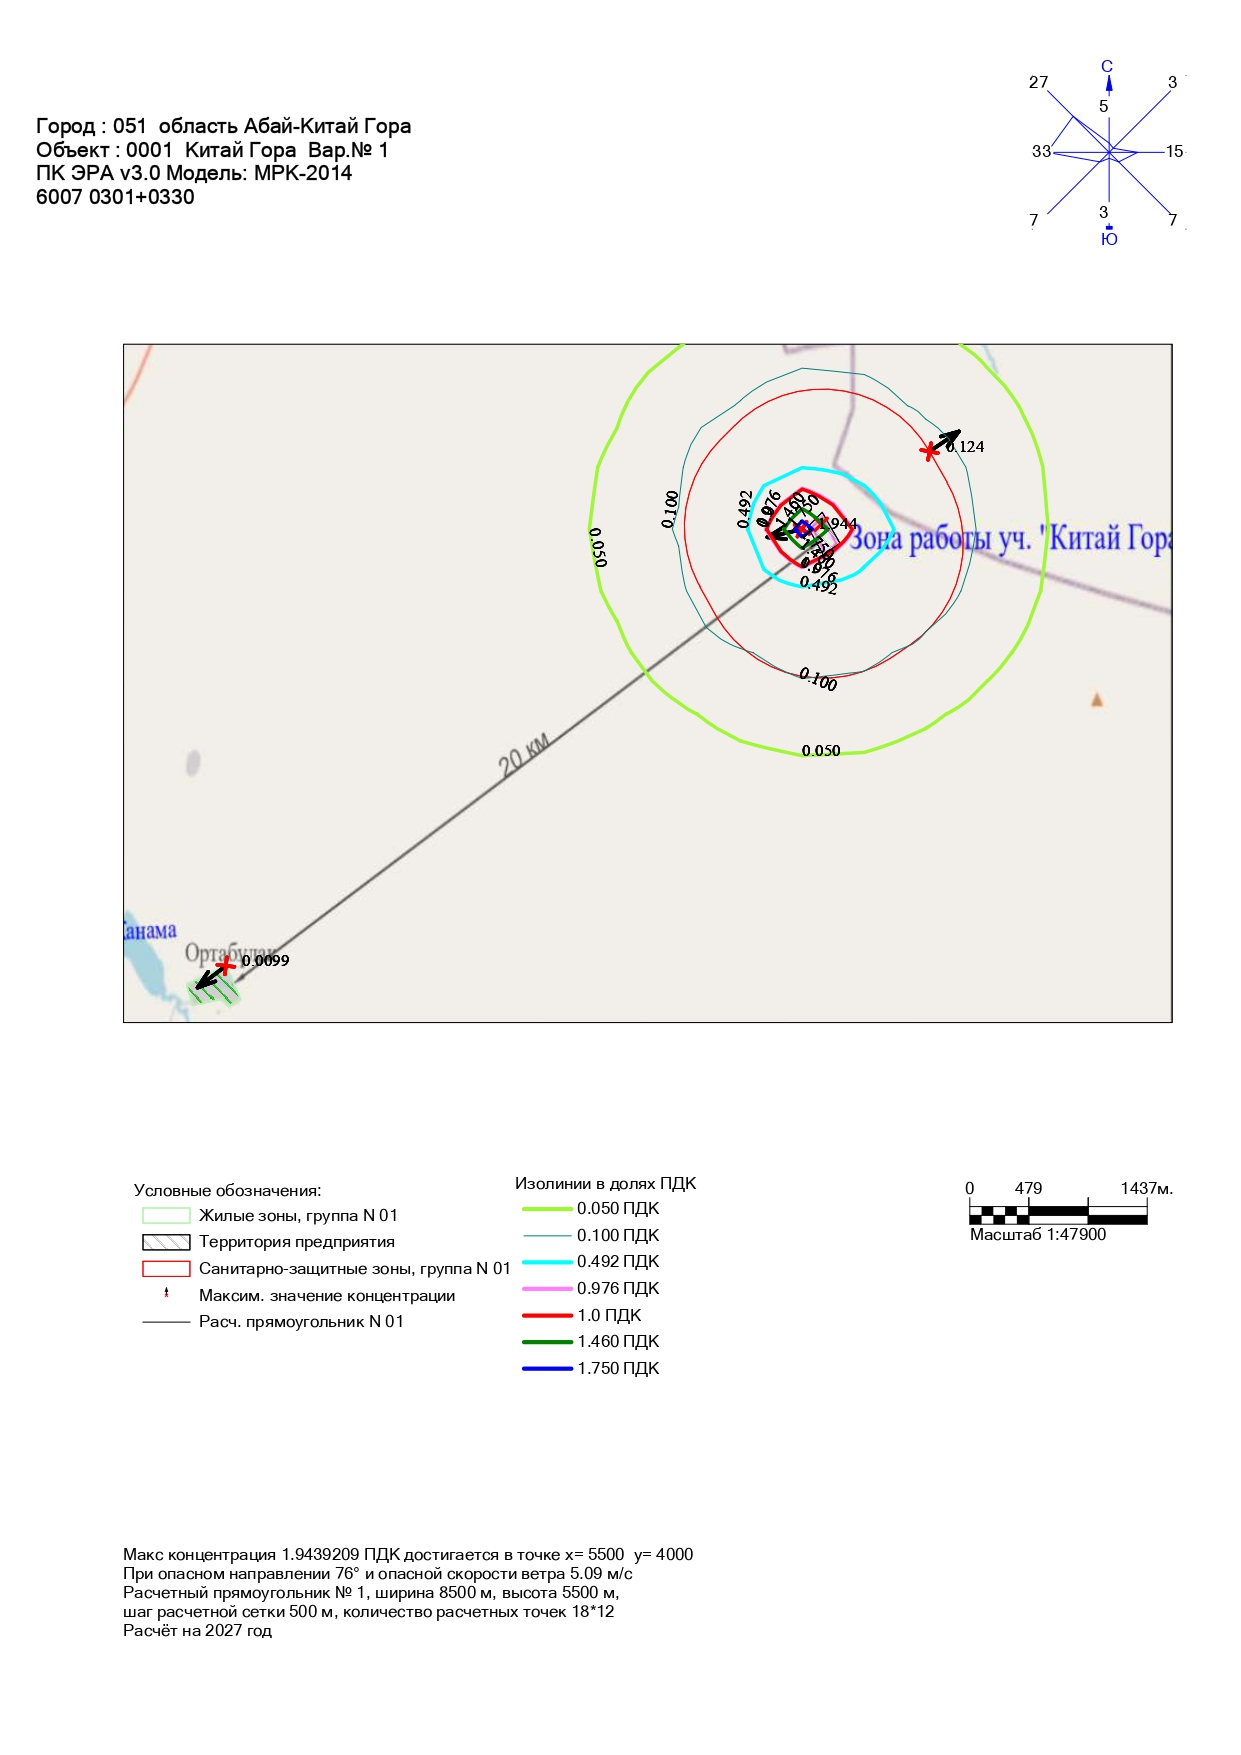 С
27
3
5
33
15
7
3
7
Ю
Город : 051 область Абай-Китай Гора
Объект : 0001 Китай Гора Вар.№ 1
ПК ЭРА v3.0 Модель: МРК-2014
6007 0301+0330
0.124
0.100
0.492
0.976
1.460
1.944
0.050
Зона работы уч. "Китай Гора
0.976
0.492
0.100
0.050
20 км
Ортабулак
0.0099
Условные обозначения:
Жилые зоны, группа N 01
Территория предприятия
Санитарно-защитные зоны, группа N 01
Максим. значение концентрации
Расч. прямоугольник N 01
Изолинии в долях ПДК
0.050 ПДК
0.100 ПДК
0.492 ПДК
0.976 ПДК
1.0 ПДК
1.460 ПДК
1.750 ПДК
0 479 1437м.
Масштаб 1:47900
Макс концентрация 1.9439209 ПДК достигается в точке x= 5500 y= 4000
При опасном направлении 76° и опасной скорости ветра 5.09 м/с
Расчетный прямоугольник № 1, ширина 8500 м, высота 5500 м,
шаг расчетной сетки 500 м, количество расчетных точек 18*12
Расчёт на 2027 год